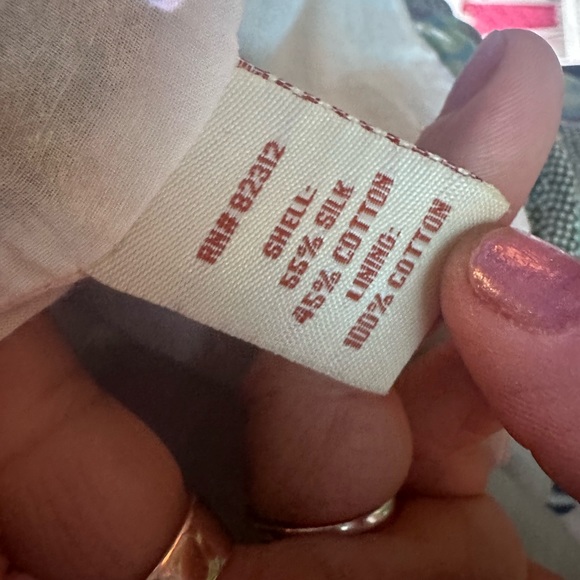 RN# 82312
SHELL:
55% SILK
45% COTTON
LINING:
100% COTTON